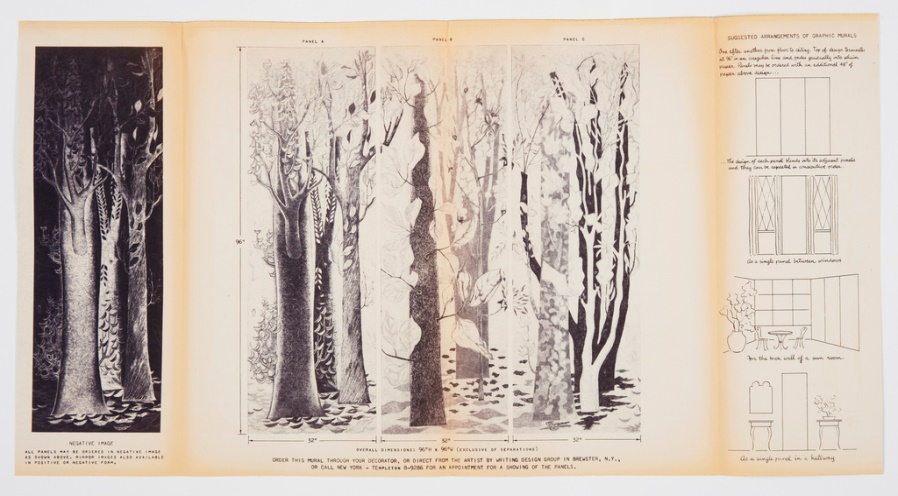 PANEL A
PANEL B
PANEL C
96"
32"
32"
32"
OVERALL DIMENSIONS: 96"H x 96"W (EXCLUSIVE OF SEPARATIONS)
ORDER THIS MURAL THROUGH YOUR DECORATOR, OR DIRECT FROM THE ARTIST BY WRITING DESIGN GROUP IN BREWSTER, N.Y.,
OR CALL NEW YORK - TEMPLETON 8-9286 FOR AN APPOINTMENT FOR A SHOWING OF THE PANELS.
NEGATIVE IMAGE
ALL PANELS MAY BE ORDERED IN NEGATIVE IMAGE
AS SHOWN ABOVE. MIRROR IMAGES ALSO AVAILABLE
IN POSITIVE OR NEGATIVE FORM.
SUGGESTED ARRANGEMENTS OF GRAPHIC MURALS
One after another from floor to ceiling. Top of design terminates
at 96" in an irregular line and fades gradually into plain
paper. Panels may be ordered with an additional 48" of
paper above design...
...The design of each panel blends into its adjacent panels
and they can be repeated in consecutive order.
As a single panel between windows
For the rear wall of a sun room
As a single panel in a hallway